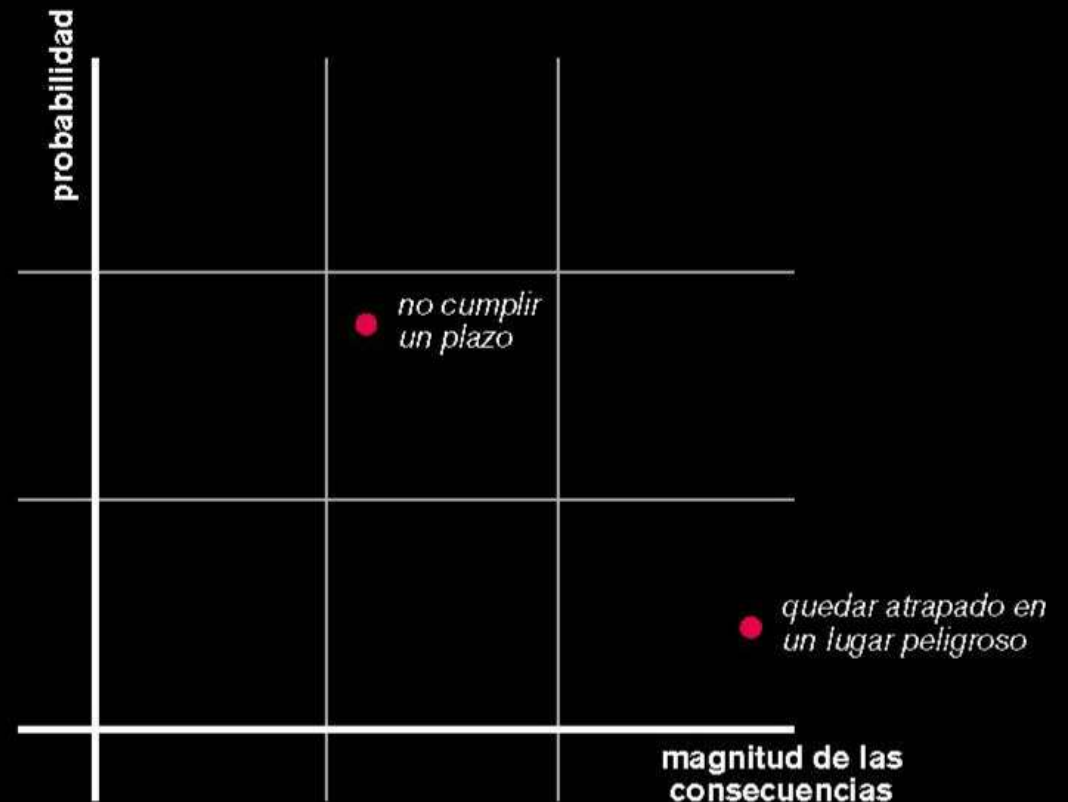 probabilidad
no cumplir
un plazo
quedar atrapado en
un lugar peligroso
magnitud de las
consecuencias